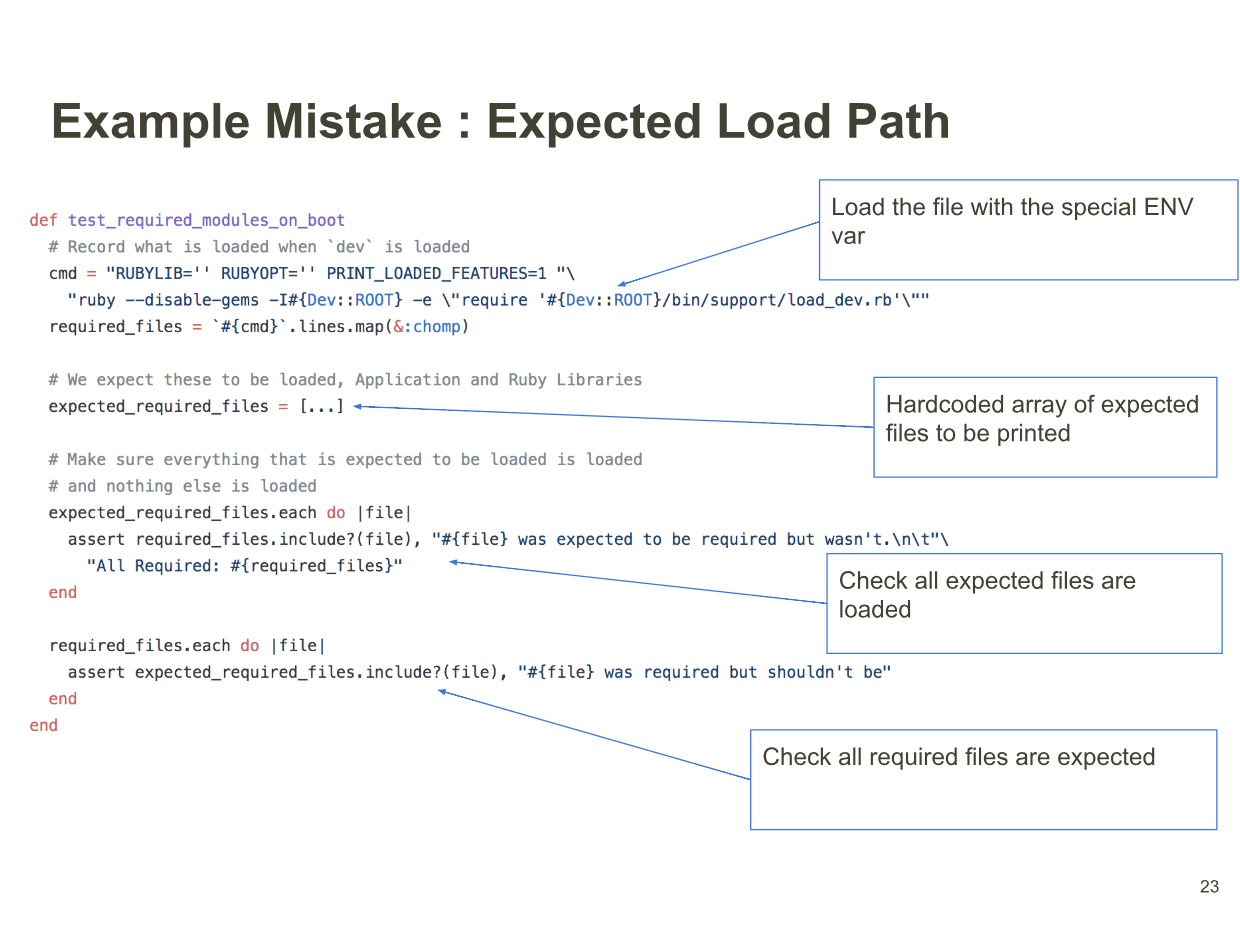 Example Mistake : Expected Load Path
def test_required_modules_on_boot
# Record what is loaded when `dev` is loaded
cmd = "RUBYLIB='' RUBYOPT='' PRINT_LOADED_FEATURES=1 "\
"ruby --disable-gems -I#{Dev::ROOT} -e \"require '#{Dev::ROOT}/bin/support/load_dev.rb'\""
required_files = `#{cmd}`.lines.map(&:chomp)
# We expect these to be loaded, Application and Ruby Libraries
expected_required_files = [...]
# Make sure everything that is expected to be loaded is loaded
# and nothing else is loaded
expected_required_files.each do |file|
assert required_files.include?(file), "#{file} was expected to be required but wasn't.\n\t"\
"All Required: #{required_files}"
end
required_files.each do |file|
assert expected_required_files.include?(file), "#{file} was required but shouldn't be"
end
end
Load the file with the special ENV
var
Hardcoded array of expected
files to be printed
Check all expected files are
loaded
Check all required files are expected
23